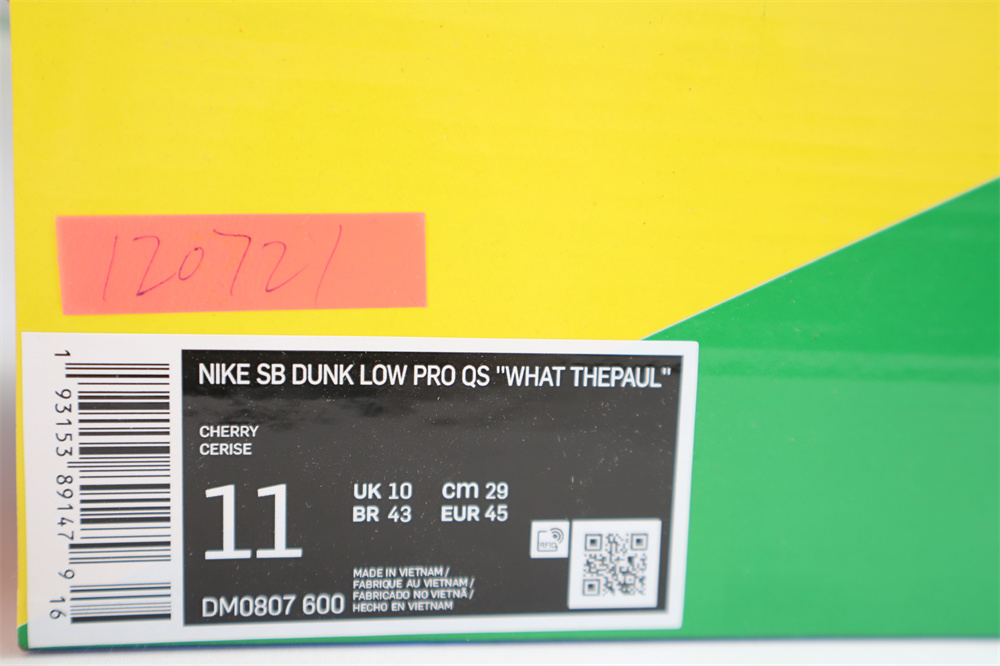 120721
NIKE SB DUNK LOW PRO QS "WHAT THEPAUL"
CHERRY
CERISE
11
UK 10 cm 29
BR 43 EUR 45
MADE IN VIETNAM /
FABRIQUE AU VIETNAM /
FABRICADO NO VIETNÃ /
HECHO EN VIETNAM
DM0807 600
1 93153 89147 9 16